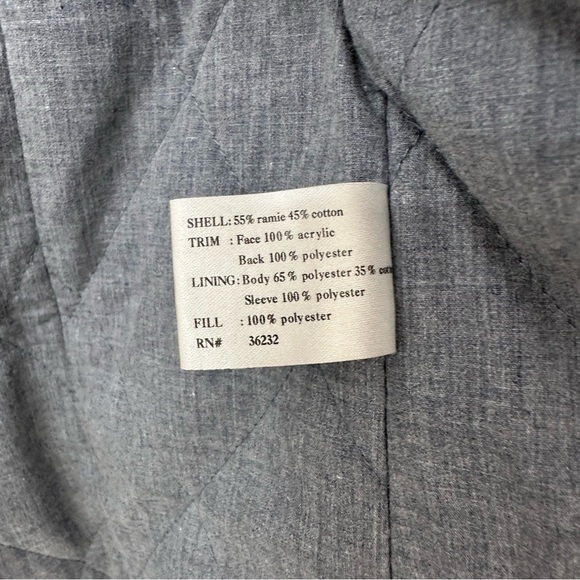 SHELL: 55% ramie 45% cotton
TRIM : Face 100% acrylic
Back 100% polyester
LINING: Body 65% polyester 35%
Sleeve 100% polyester
FILL : 100% polyester
RN# 36232